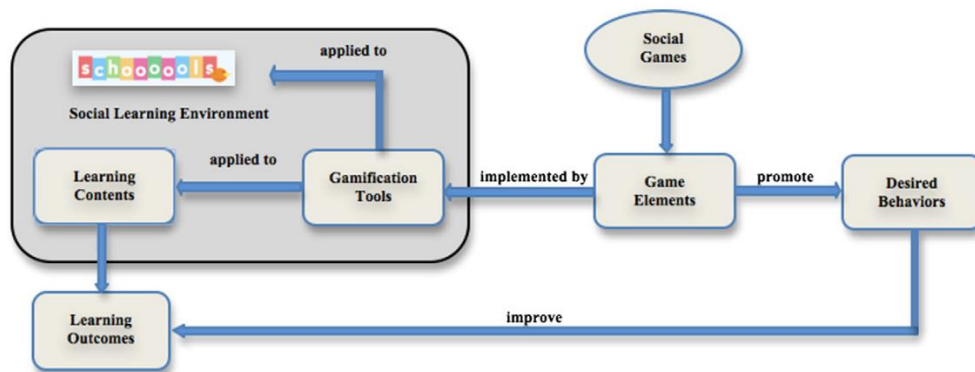 applied to
Social
Games
schoooools
Social Learning Environment
Learning
Contents
applied to
Gamification
Tools
implemented by
Game
Elements
promote
Desired
Behaviors
Learning
Outcomes
improve